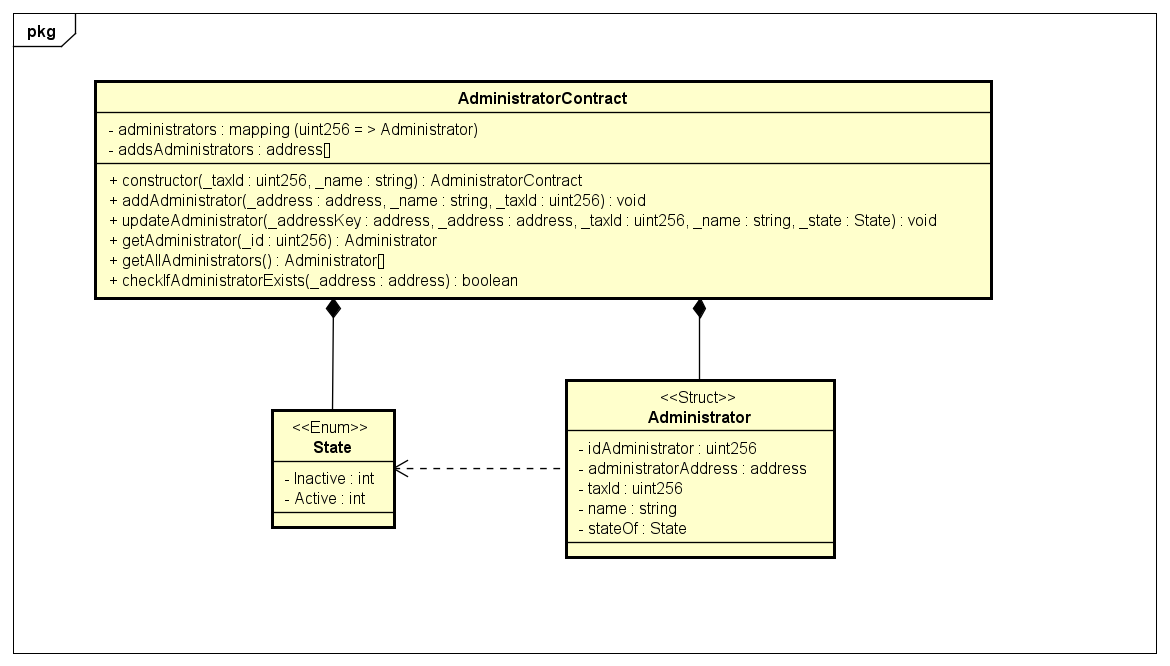 pkg
AdministratorContract
- administrators : mapping (uint256 = > Administrator)
- addsAdministrators : address[]
+ constructor(_taxId : uint256, _name : string) : AdministratorContract
+ addAdministrator(_address : address, _name : string, _taxId : uint256) : void
+ updateAdministrator(_addressKey : address, _address : address, _taxId : uint256, _name : string, _state : State) : void
+ getAdministrator(_id : uint256) : Administrator
+ getAllAdministrators() : Administrator[]
+ checkIfAdministratorExists(_address : address) : boolean
<<Enum>>
State
- Inactive : int
- Active : int
<<Struct>>
Administrator
- idAdministrator : uint256
- administratorAddress : address
- taxId : uint256
- name : string
- stateOf : State